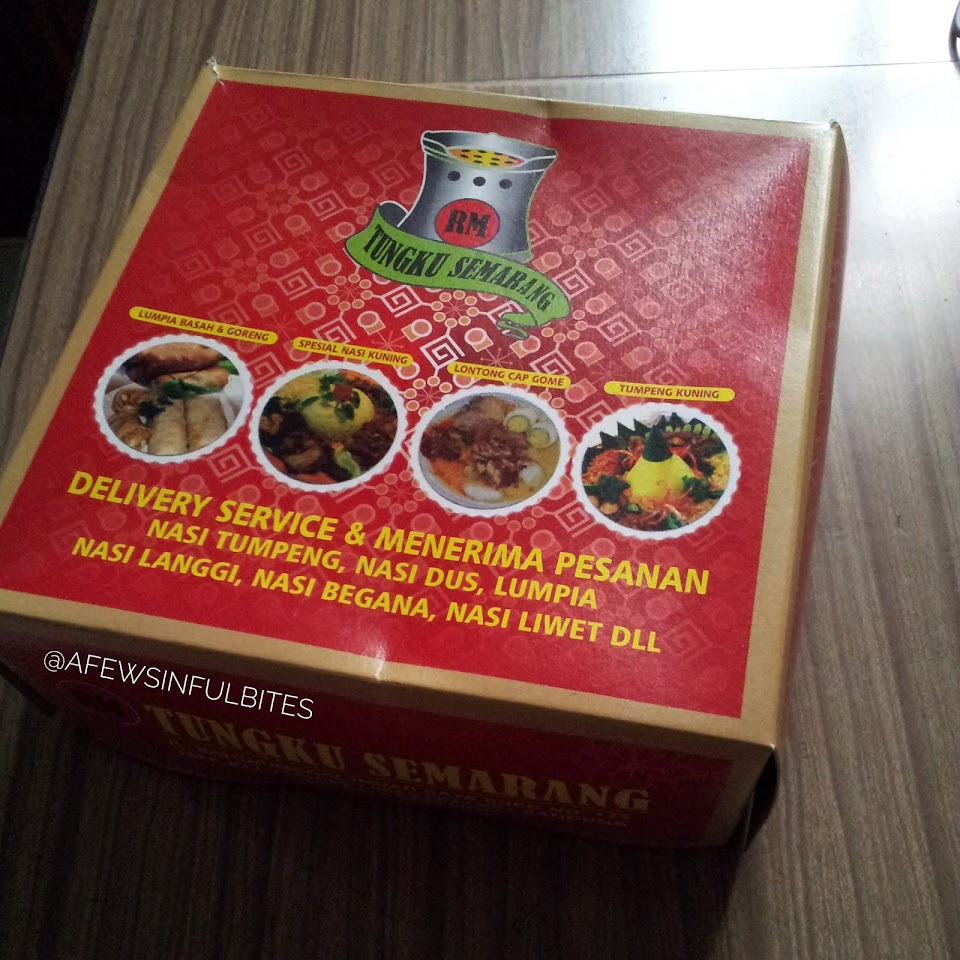 RM
TUNGKU SEMARANG
LUMPIA BASAH & GORENG
SPESIAL NASI KUNING
LONTONG CAP GOME
TUMPENG KUNING
DELIVERY SERVICE & MENERIMA PESANAN
NASI TUMPENG, NASI DUS, LUMPIA
NASI LANGGI, NASI BEGANA, NASI LIWET DLL
@AFEWSINFULBITES
RM
TUNGKU SEMARANG